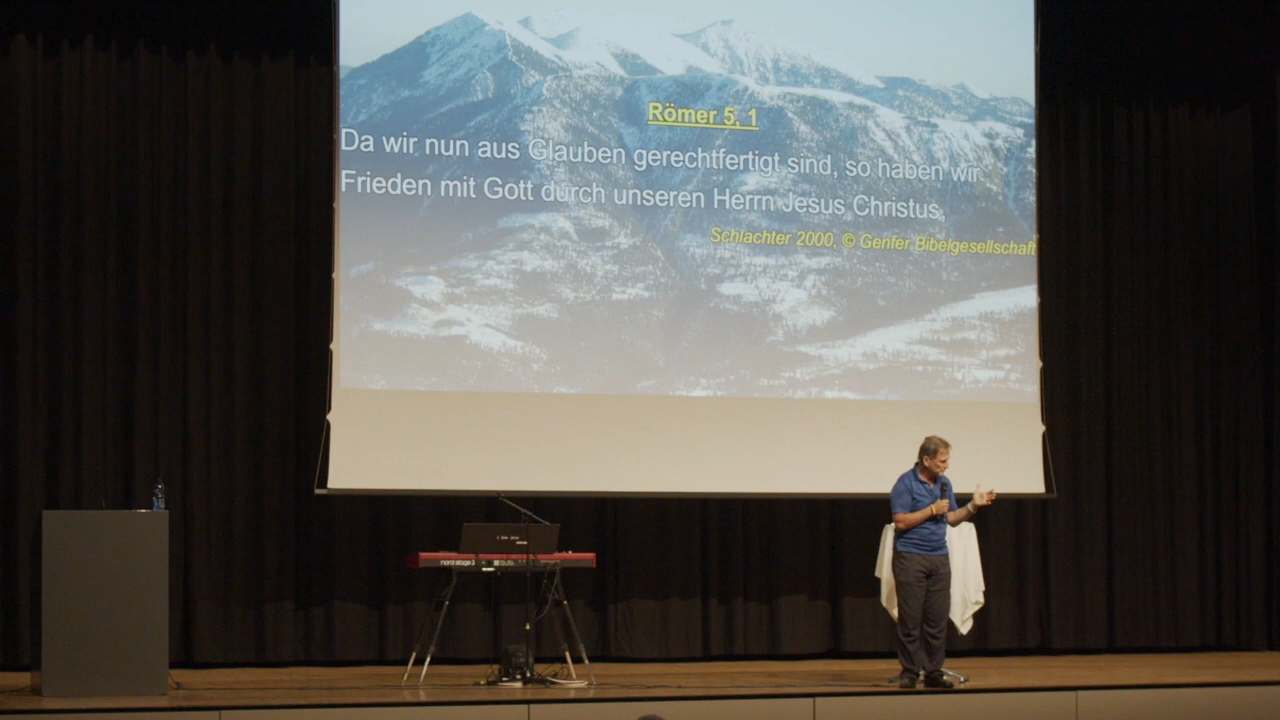 Römer 5, 1
Da wir nun aus Glauben gerechtfertigt sind, so haben wir
Frieden mit Gott durch unseren Herrn Jesus Christus,
Schlachter 2000, © Genfer Bibelgesellschaft
nord stage 3